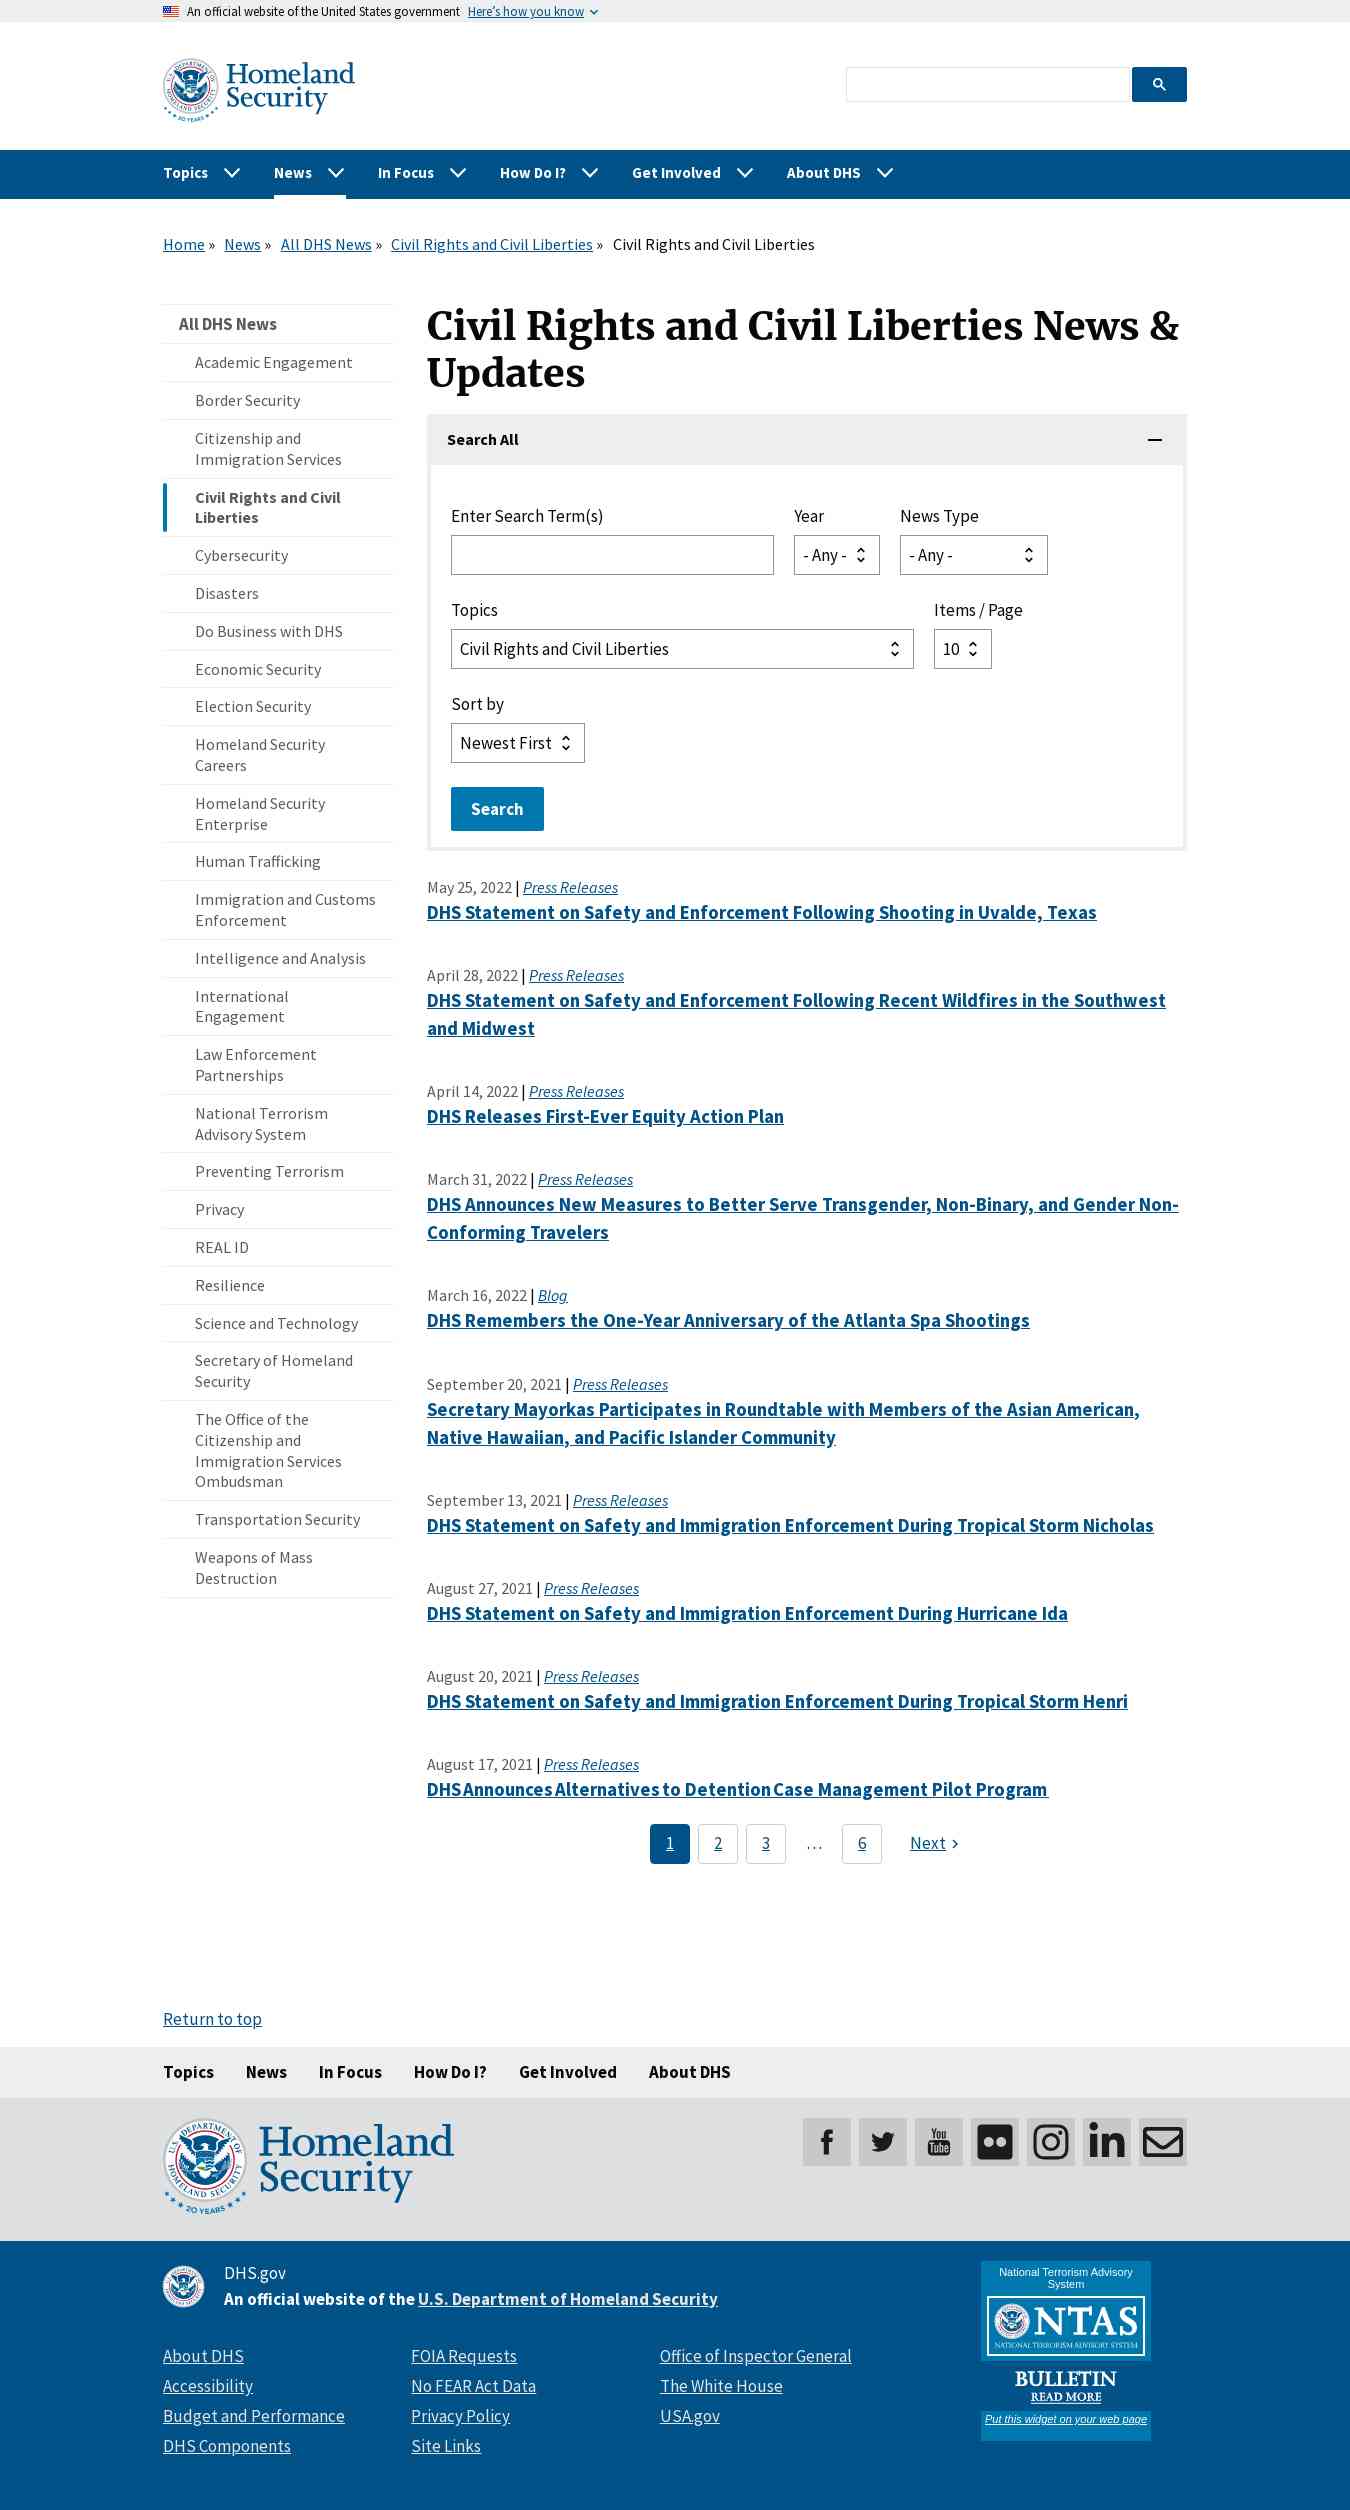 An official website of the United States government Here's how you know
U.S. DEPARTMENT OF HOMELAND SECURITY
20 YEARS
Homeland
Security
Topics News In Focus How Do I? Get Involved About DHS
Home » News » All DHS News » Civil Rights and Civil Liberties » Civil Rights and Civil Liberties
All DHS News
Academic Engagement
Border Security
Citizenship and
Immigration Services
Civil Rights and Civil
Liberties
Cybersecurity
Disasters
Do Business with DHS
Economic Security
Election Security
Homeland Security
Careers
Homeland Security
Enterprise
Human Trafficking
Immigration and Customs
Enforcement
Intelligence and Analysis
International
Engagement
Law Enforcement
Partnerships
National Terrorism
Advisory System
Preventing Terrorism
Privacy
REAL ID
Resilience
Science and Technology
Secretary of Homeland
Security
The Office of the
Citizenship and
Immigration Services
Ombudsman
Transportation Security
Weapons of Mass
Destruction
Civil Rights and Civil Liberties News &
Updates
Search All
Enter Search Term(s) Year News Type
- Any - - Any -
Topics Items / Page
Civil Rights and Civil Liberties 10
Sort by
Newest First
Search
May 25, 2022 | Press Releases
DHS Statement on Safety and Enforcement Following Shooting in Uvalde, Texas
April 28, 2022 | Press Releases
DHS Statement on Safety and Enforcement Following Recent Wildfires in the Southwest
and Midwest
April 14, 2022 | Press Releases
DHS Releases First-Ever Equity Action Plan
March 31, 2022 | Press Releases
DHS Announces New Measures to Better Serve Transgender, Non-Binary, and Gender Non-
Conforming Travelers
March 16, 2022 | Blog
DHS Remembers the One-Year Anniversary of the Atlanta Spa Shootings
September 20, 2021 | Press Releases
Secretary Mayorkas Participates in Roundtable with Members of the Asian American,
Native Hawaiian, and Pacific Islander Community
September 13, 2021 | Press Releases
DHS Statement on Safety and Immigration Enforcement During Tropical Storm Nicholas
August 27, 2021 | Press Releases
DHS Statement on Safety and Immigration Enforcement During Hurricane Ida
August 20, 2021 | Press Releases
DHS Statement on Safety and Immigration Enforcement During Tropical Storm Henri
August 17, 2021 | Press Releases
DHS Announces Alternatives to Detention Case Management Pilot Program
1 2 3 … 6 Next
Return to top
Topics News In Focus How Do I? Get Involved About DHS
U.S. DEPARTMENT OF HOMELAND SECURITY
20 YEARS
Homeland
Security
You
Tube
DHS.gov
An official website of the U.S. Department of Homeland Security
About DHS FOIA Requests Office of Inspector General
Accessibility No FEAR Act Data The White House
Budget and Performance Privacy Policy USA.gov
DHS Components Site Links
National Terrorism Advisory
System
NTAS
NATIONAL TERRORISM ADVISORY SYSTEM
BULLETIN
READ MORE
Put this widget on your web page